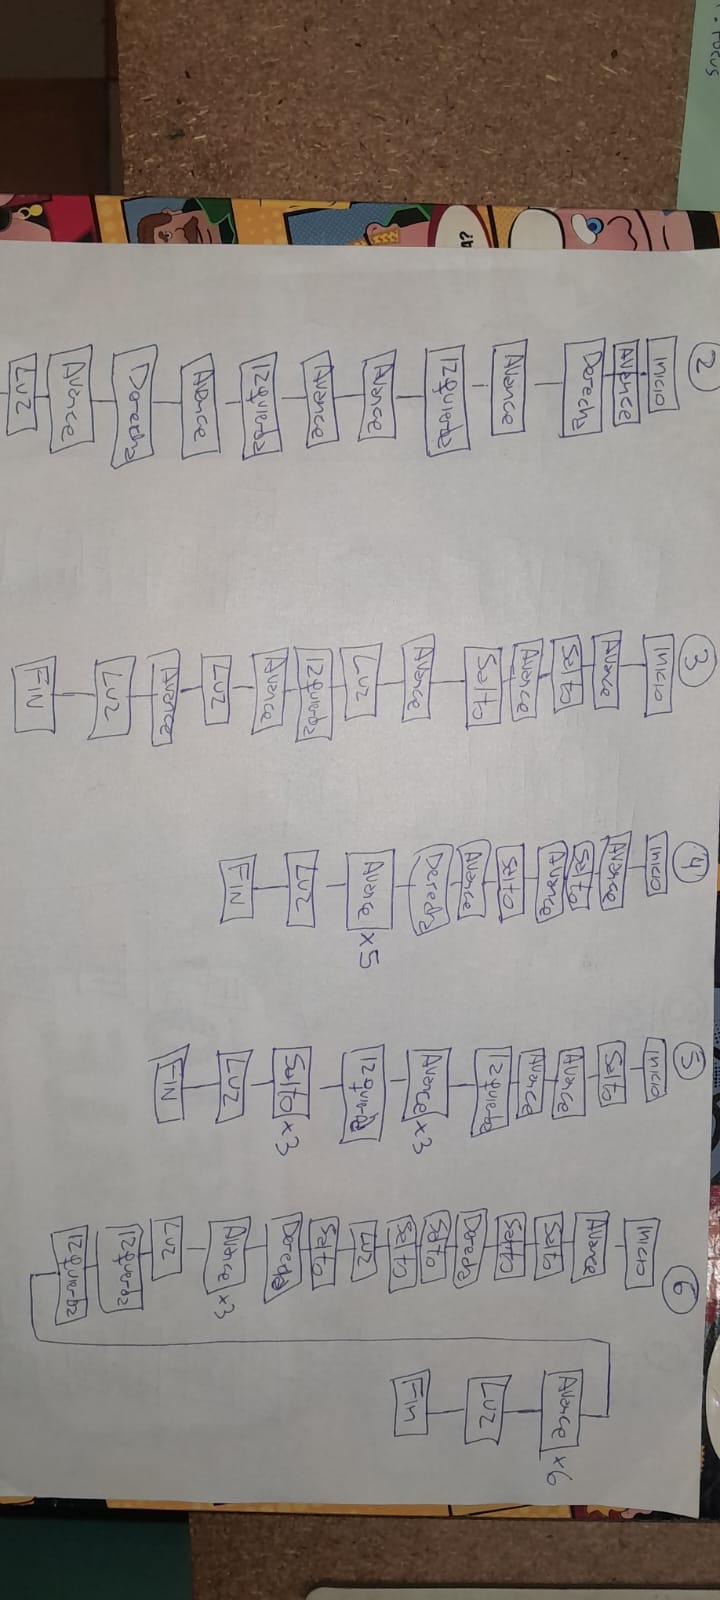 ②
Inicio
Avance
Derecha
Avance
Izquierda
Avance
Avance
Izquierda
Avance
Derecha
Avance
Luz
③
Inicio
Avance
Salto
Avance
Salto
Avance
Luz
Izquierda
Avance
Luz
Avance
Luz
FIN
④
Inicio
Avance
Salto
Avance
Salto
Avance
Derecha
Avance x5
Luz
FIN
⑤
Inicio
Salto
Avance
Avance
Izquierda
Avance x3
Izquierda
Salto x3
Luz
FIN
⑥
Inicio
Avance
Salto
Salto
Derecha
Salto
Salto
Luz
Salto
Derecha
Avance x3
Luz
Izquierda
Izquierda
Avance x6
Luz
Fin
Focus
A?